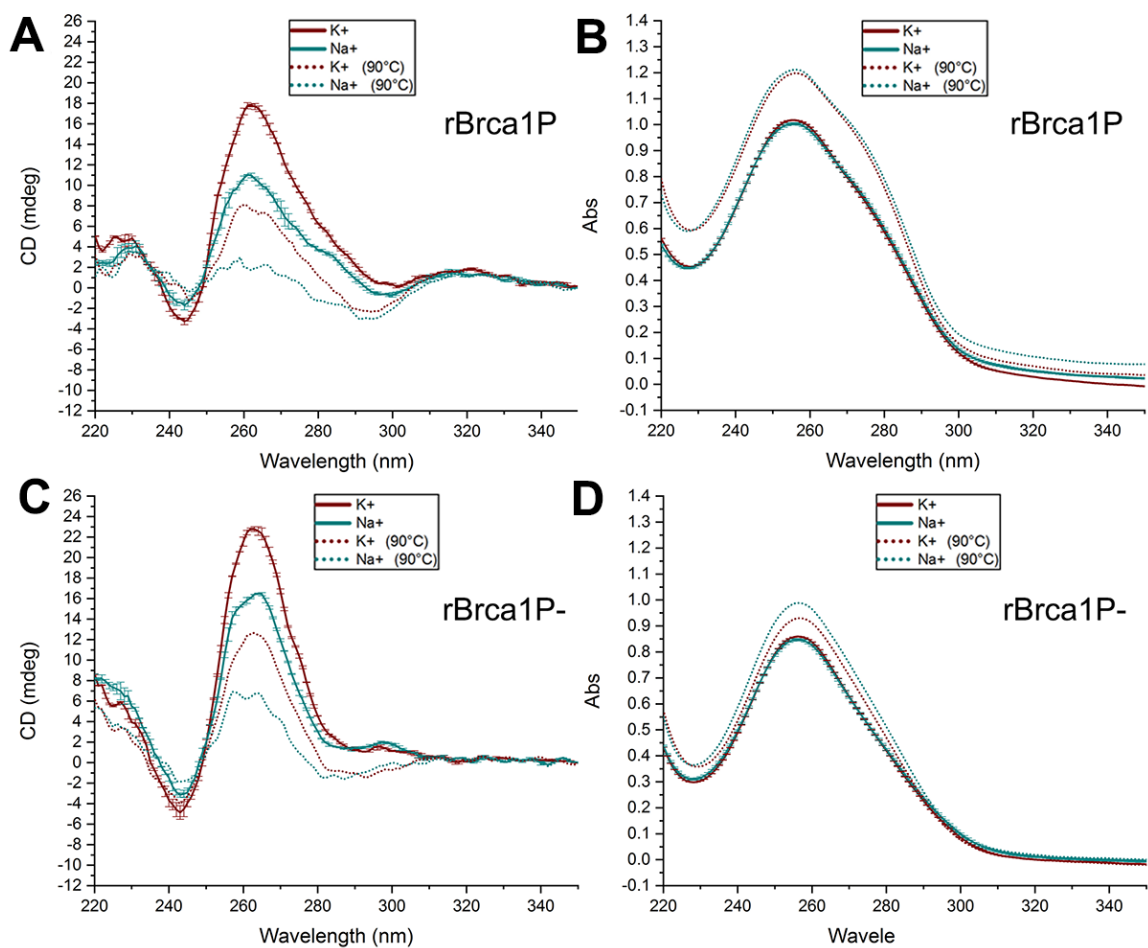 A
CD (mdeg)
26
24
22
20
18
16
14
12
10
8
6
4
2
0
-2
-4
-6
-8
-10
-12
K+
Na+
K+ (90°C)
Na+ (90°C)
rBrca1P
220 240 260 280 300 320 340
Wavelength (nm)
B
Abs
1.4
1.3
1.2
1.1
1.0
0.9
0.8
0.7
0.6
0.5
0.4
0.3
0.2
0.1
0.0
-0.1
K+
Na+
K+ (90°C)
Na+ (90°C)
rBrca1P
220 240 260 280 300 320 340
Wavelength (nm)
C
CD (mdeg)
26
24
22
20
18
16
14
12
10
8
6
4
2
0
-2
-4
-6
-8
-10
-12
K+
Na+
K+ (90°C)
Na+ (90°C)
rBrca1P-
220 240 260 280 300 320 340
Wavelength (nm)
D
Abs
1.4
1.3
1.2
1.1
1.0
0.9
0.8
0.7
0.6
0.5
0.4
0.3
0.2
0.1
0.0
-0.1
K+
Na+
K+ (90°C)
Na+ (90°C)
rBrca1P-
220 240 260 280 300 320 340
Wavele